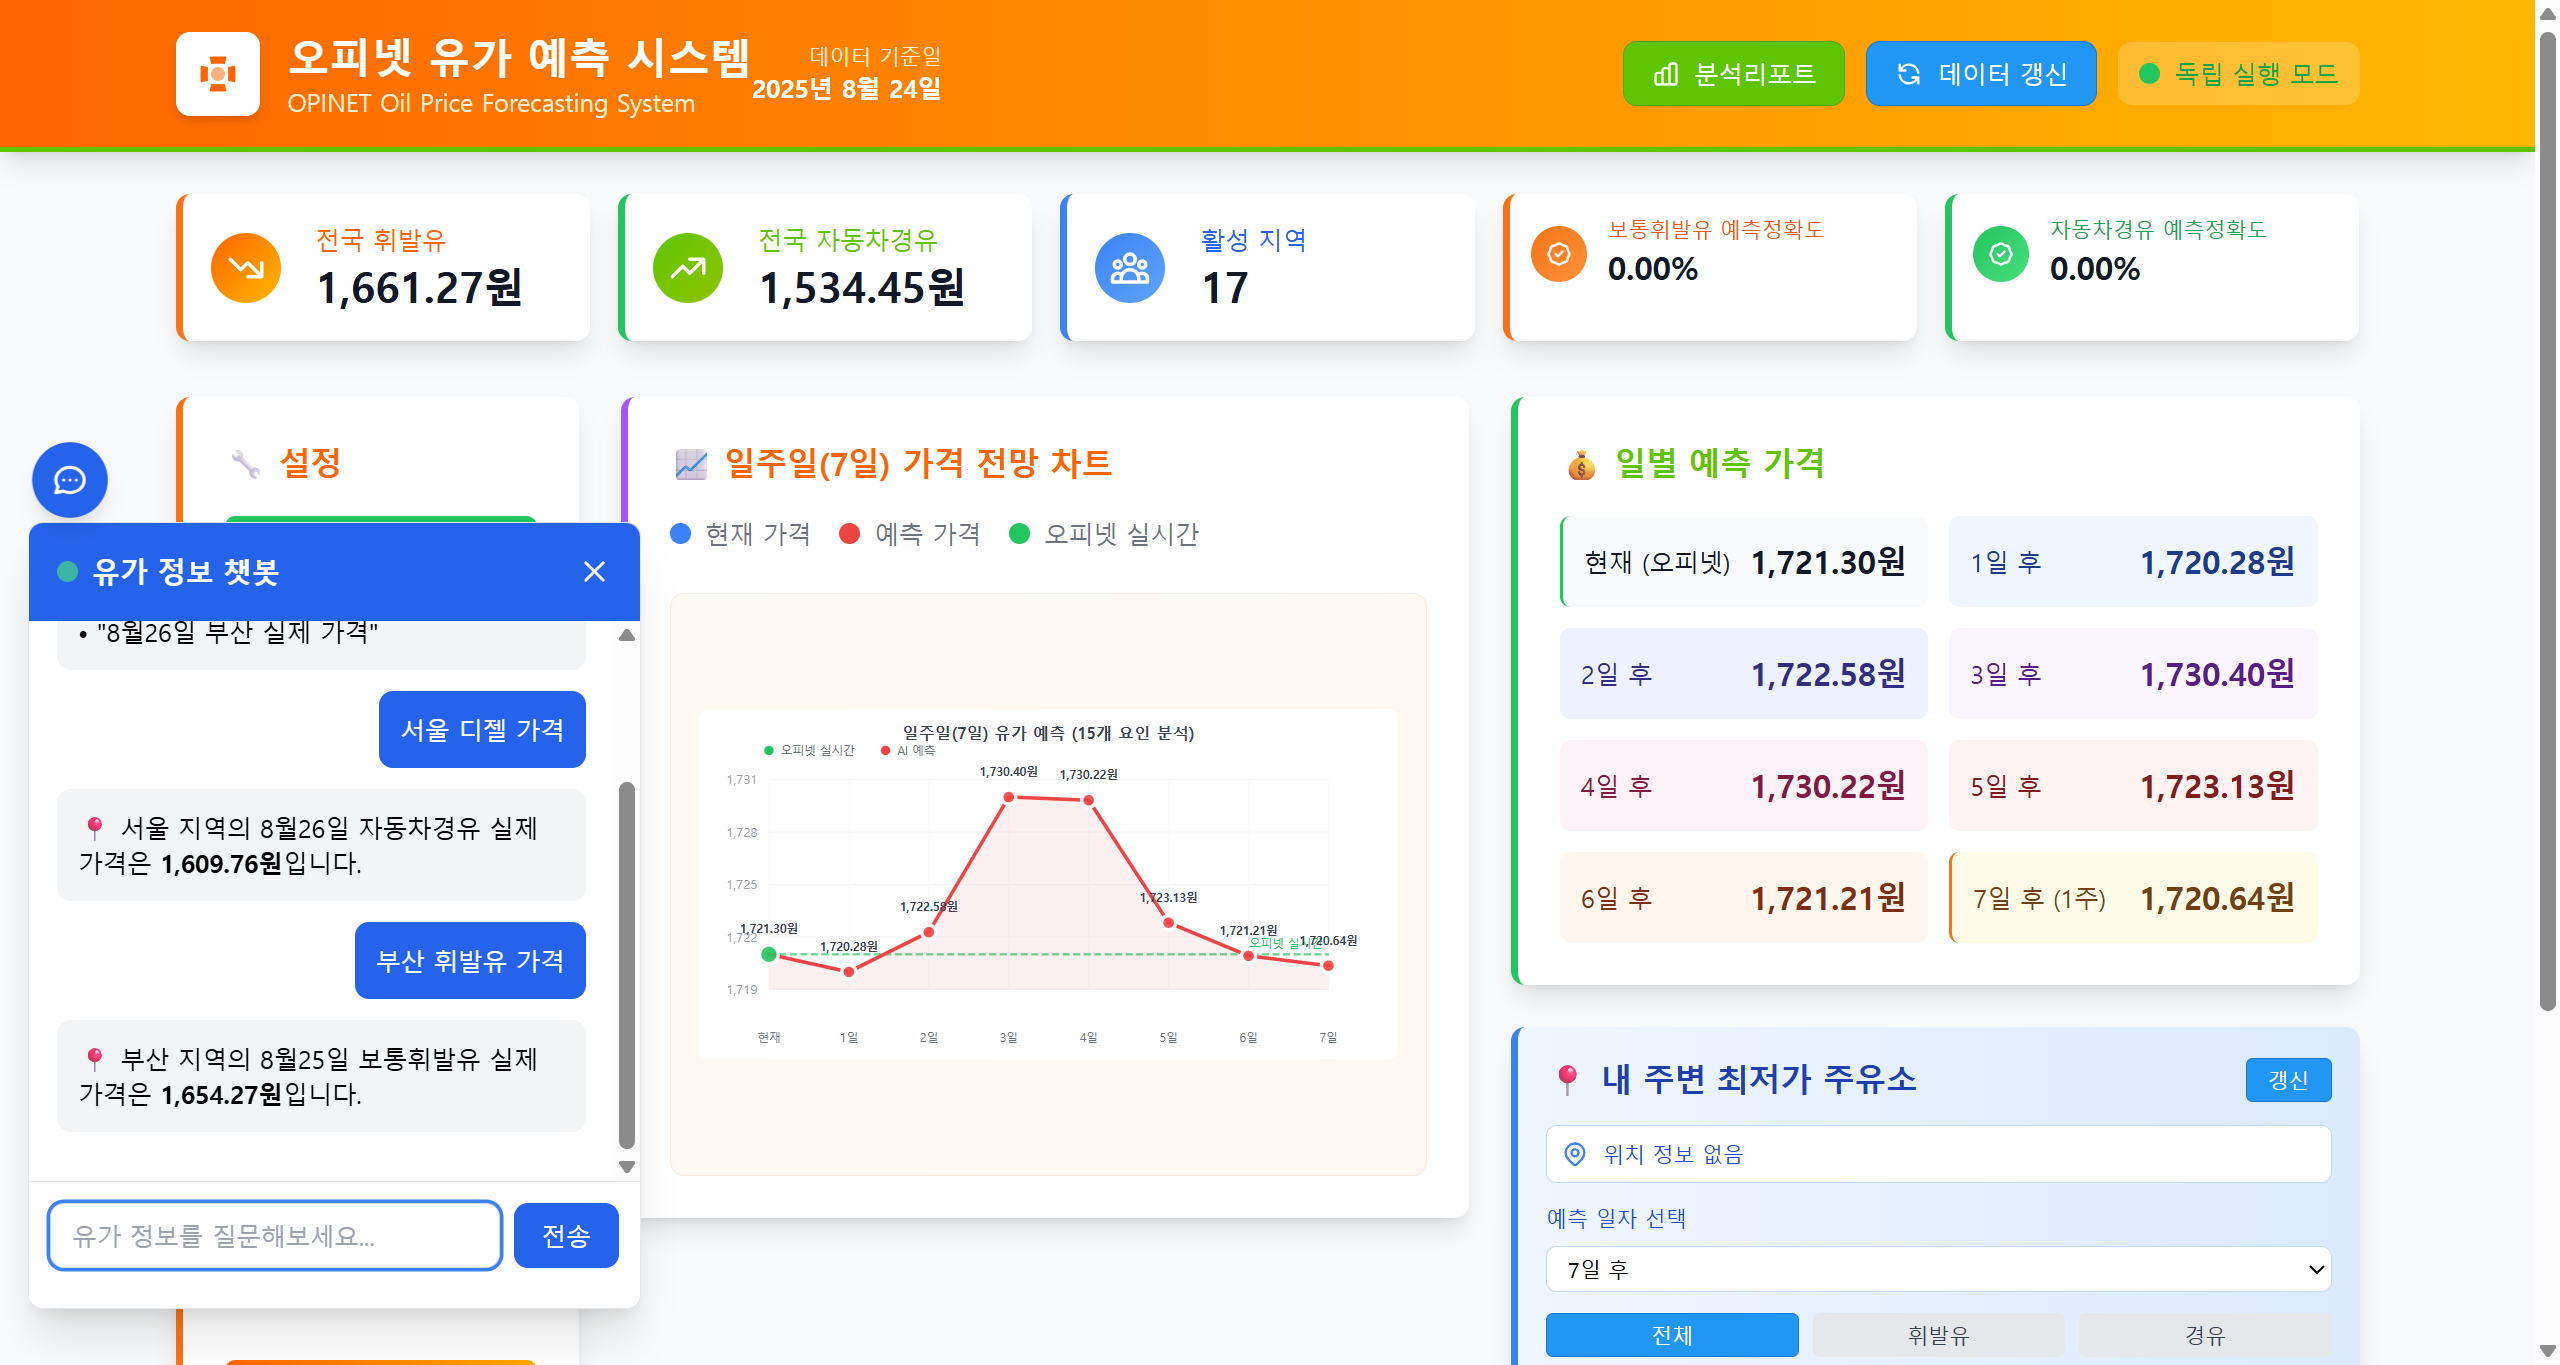 오피넷 유가 예측 시스템
OPINET Oil Price Forecasting System
데이터 기준일
2025년 8월 24일
분석리포트
데이터 갱신
독립 실행 모드
전국 휘발유
1,661.27원
전국 자동차경유
1,534.45원
활성 지역
17
보통휘발유 예측정확도
0.00%
자동차경유 예측정확도
0.00%
설정
유가 정보 챗봇
• "8월26일 부산 실제 가격"
서울 디젤 가격
서울 지역의 8월26일 자동차경유 실제
가격은 1,609.76원입니다.
부산 휘발유 가격
부산 지역의 8월25일 보통휘발유 실제
가격은 1,654.27원입니다.
유가 정보를 질문해보세요...
전송
일주일(7일) 가격 전망 차트
현재 가격
예측 가격
오피넷 실시간
일주일(7일) 유가 예측 (15개 요인 분석)
오피넷 실시간
AI 예측
1,731
1,728
1,725
1,722
1,719
1,721.30원
1,720.28원
1,722.58원
1,730.40원
1,730.22원
1,723.13원
1,721.21원
1,720.64원
오피넷 실시간
현재
1일
2일
3일
4일
5일
6일
7일
일별 예측 가격
현재 (오피넷) 1,721.30원
1일 후 1,720.28원
2일 후 1,722.58원
3일 후 1,730.40원
4일 후 1,730.22원
5일 후 1,723.13원
6일 후 1,721.21원
7일 후 (1주) 1,720.64원
내 주변 최저가 주유소
갱신
위치 정보 없음
예측 일자 선택
7일 후
전체
휘발유
경유